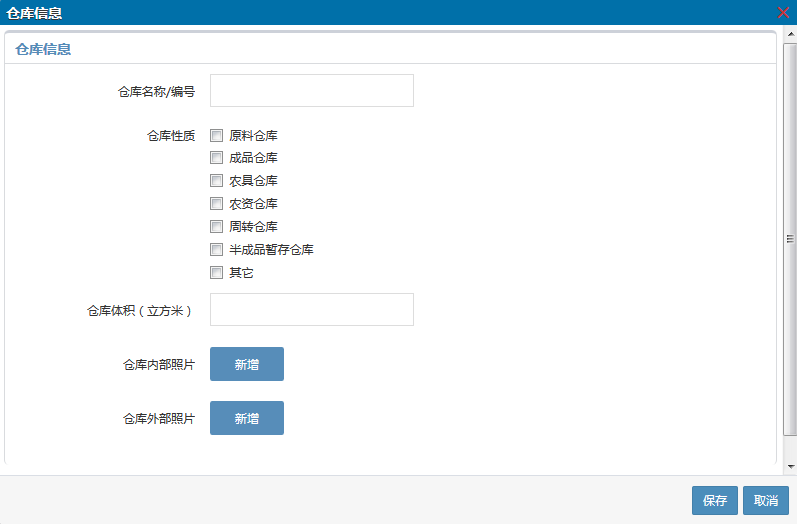 仓库信息
仓库信息
仓库名称/编号
仓库性质
原料仓库
成品仓库
农具仓库
农资仓库
周转仓库
半成品暂存仓库
其它
仓库体积（立方米）
仓库内部照片 新增
仓库外部照片 新增
保存 取消